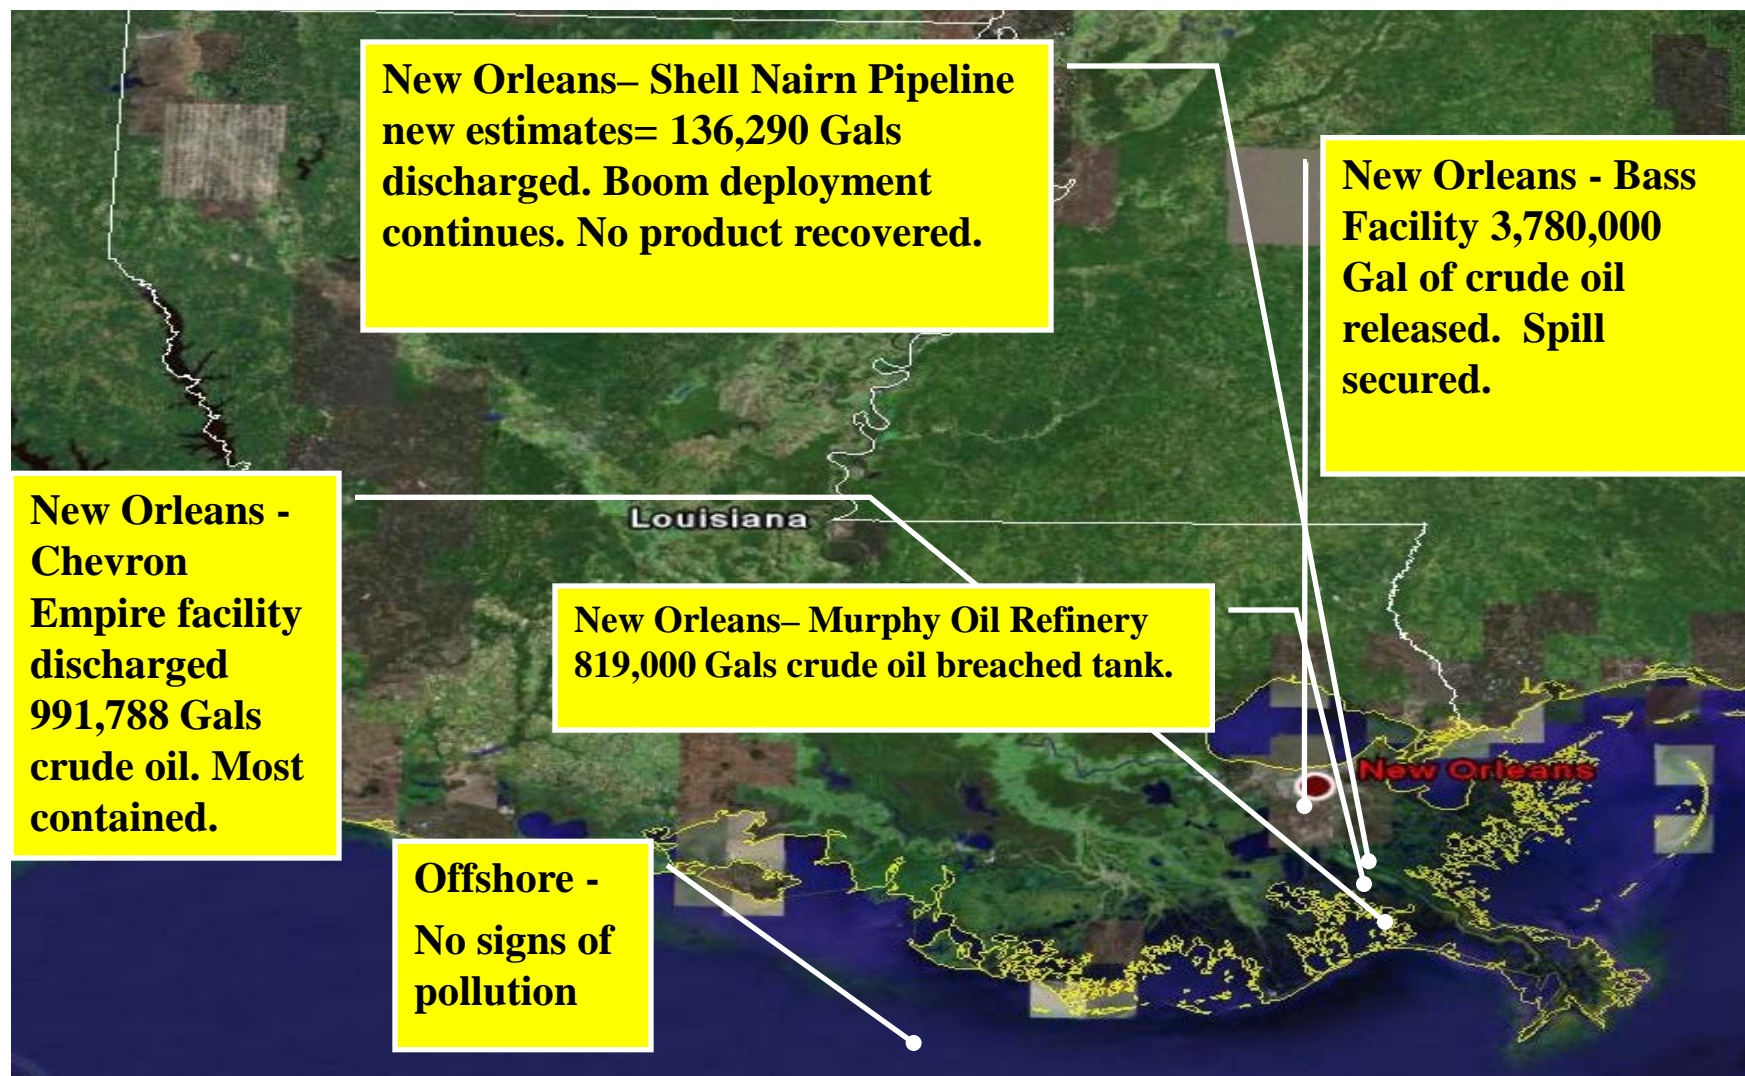 New Orleans– Shell Nairn Pipeline
new estimates= 136,290 Gals
discharged. Boom deployment
continues. No product recovered.
New Orleans - Bass
Facility 3,780,000
Gal of crude oil
released.  Spill
secured.
New Orleans -
Chevron
Empire facility
discharged
991,788 Gals
crude oil. Most
contained.
Louisiana
New Orleans– Murphy Oil Refinery
819,000 Gals crude oil breached tank.
New Orleans
Offshore -
No signs of
pollution